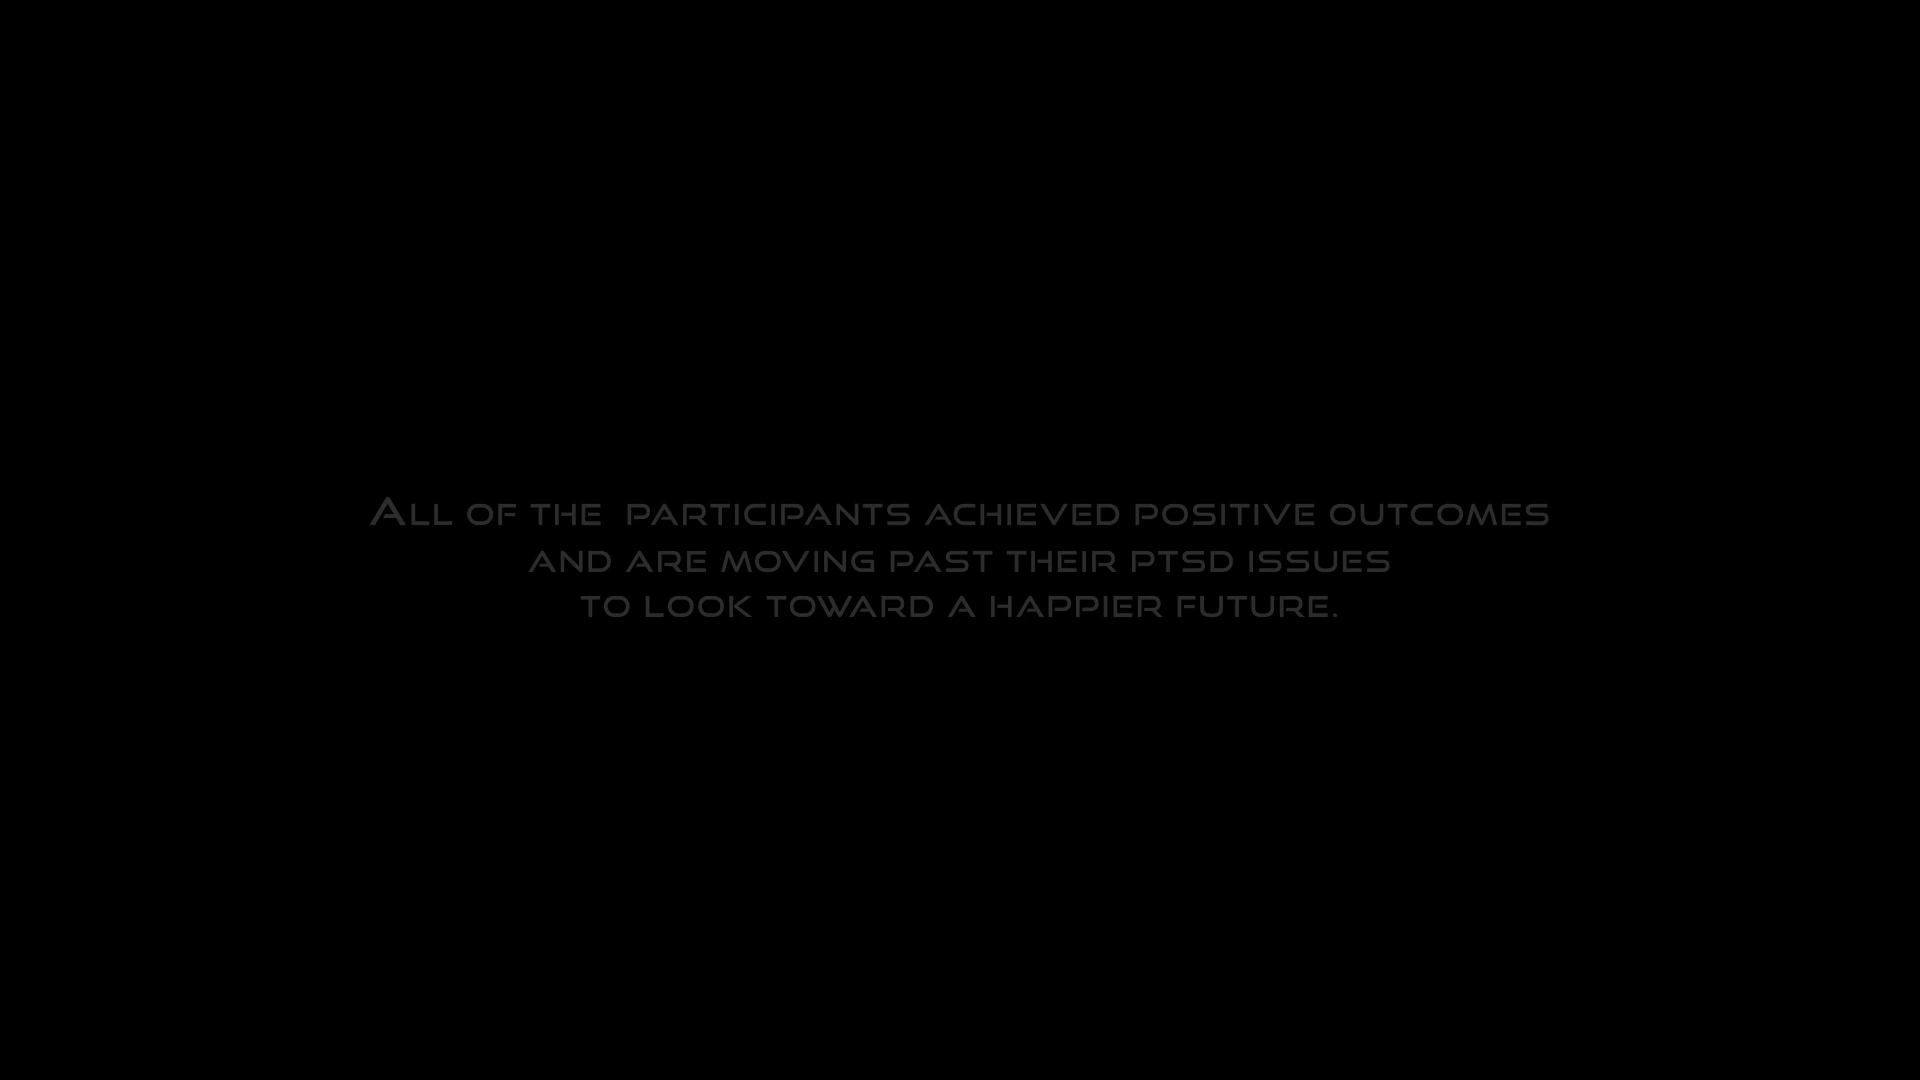 All of the  participants achieved positive outcomes
and are moving past their ptsd issues
to look toward a happier future.